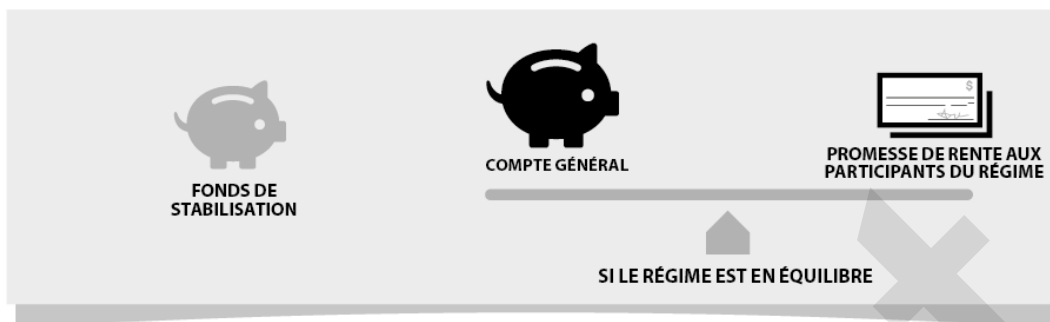 FONDS DE
STABILISATION
COMPTE GÉNÉRAL
$
PROMESSE DE RENTE AUX
PARTICIPANTS DU RÉGIME
SI LE RÉGIME EST EN ÉQUILIBRE